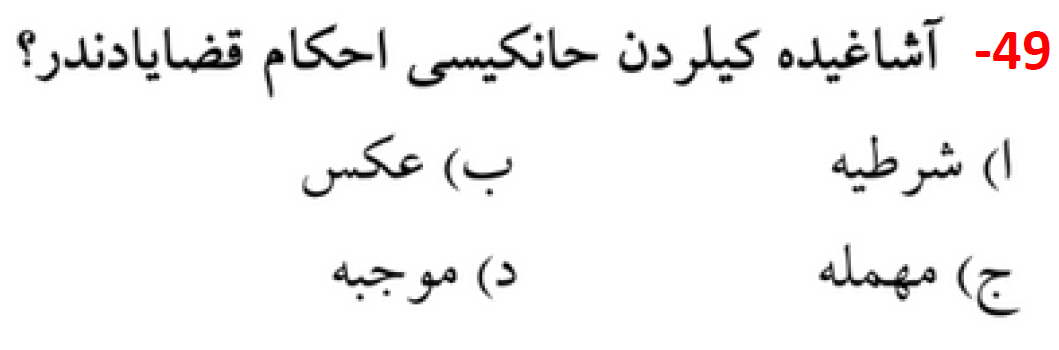 49- آشاغیده کیلردن حانکیسی احکام قضایادندر؟
ا) شرطیه ب) عکس
ج) مهمله د) موجبه